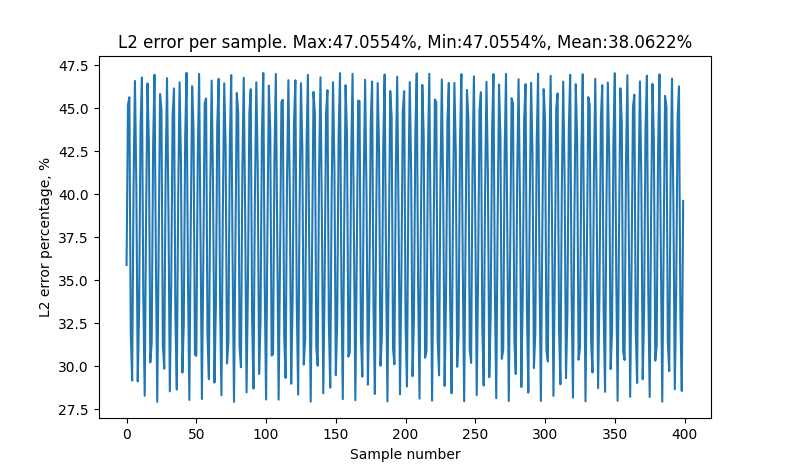 L2 error per sample. Max:47.0554%, Min:47.0554%, Mean:38.0622%
47.5
45.0
42.5
40.0
37.5
35.0
32.5
30.0
27.5
L2 error percentage, %
0 50 100 150 200 250 300 350 400
Sample number